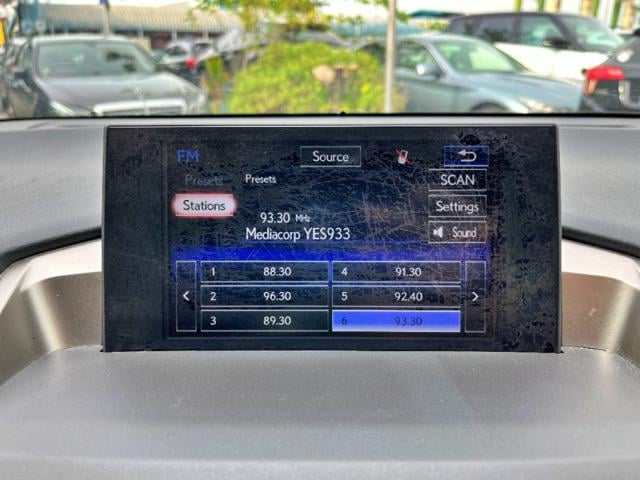 FM
Source
Presets
Presets
SCAN
Stations
Settings
93.30 MHz
Mediacorp YES933
Sound
1 88.30
4 91.30
2 96.30
5 92.40
3 89.30
6 93.30